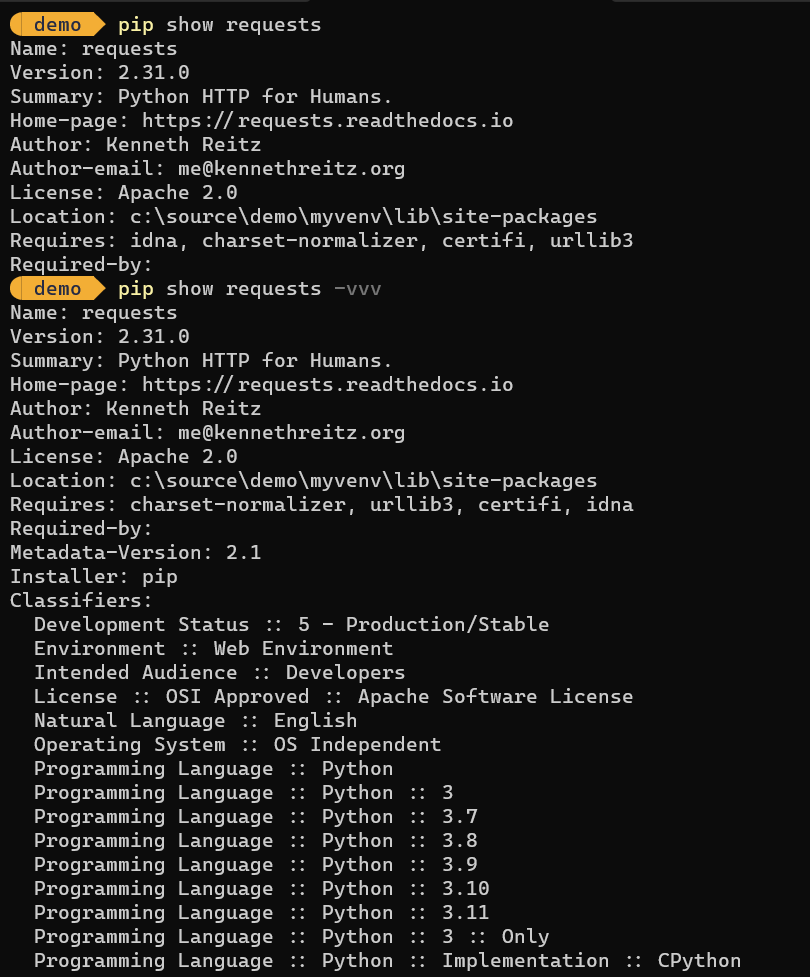 demo pip show requests
Name: requests
Version: 2.31.0
Summary: Python HTTP for Humans.
Home-page: https://requests.readthedocs.io
Author: Kenneth Reitz
Author-email: me@kennethreitz.org
License: Apache 2.0
Location: c:\source\demo\myvenv\lib\site-packages
Requires: idna, charset-normalizer, certifi, urllib3
Required-by:
demo pip show requests -vvv
Name: requests
Version: 2.31.0
Summary: Python HTTP for Humans.
Home-page: https://requests.readthedocs.io
Author: Kenneth Reitz
Author-email: me@kennethreitz.org
License: Apache 2.0
Location: c:\source\demo\myvenv\lib\site-packages
Requires: charset-normalizer, urllib3, certifi, idna
Required-by:
Metadata-Version: 2.1
Installer: pip
Classifiers:
  Development Status :: 5 - Production/Stable
  Environment :: Web Environment
  Intended Audience :: Developers
  License :: OSI Approved :: Apache Software License
  Natural Language :: English
  Operating System :: OS Independent
  Programming Language :: Python
  Programming Language :: Python :: 3
  Programming Language :: Python :: 3.7
  Programming Language :: Python :: 3.8
  Programming Language :: Python :: 3.9
  Programming Language :: Python :: 3.10
  Programming Language :: Python :: 3.11
  Programming Language :: Python :: 3 :: Only
  Programming Language :: Python :: Implementation :: CPython